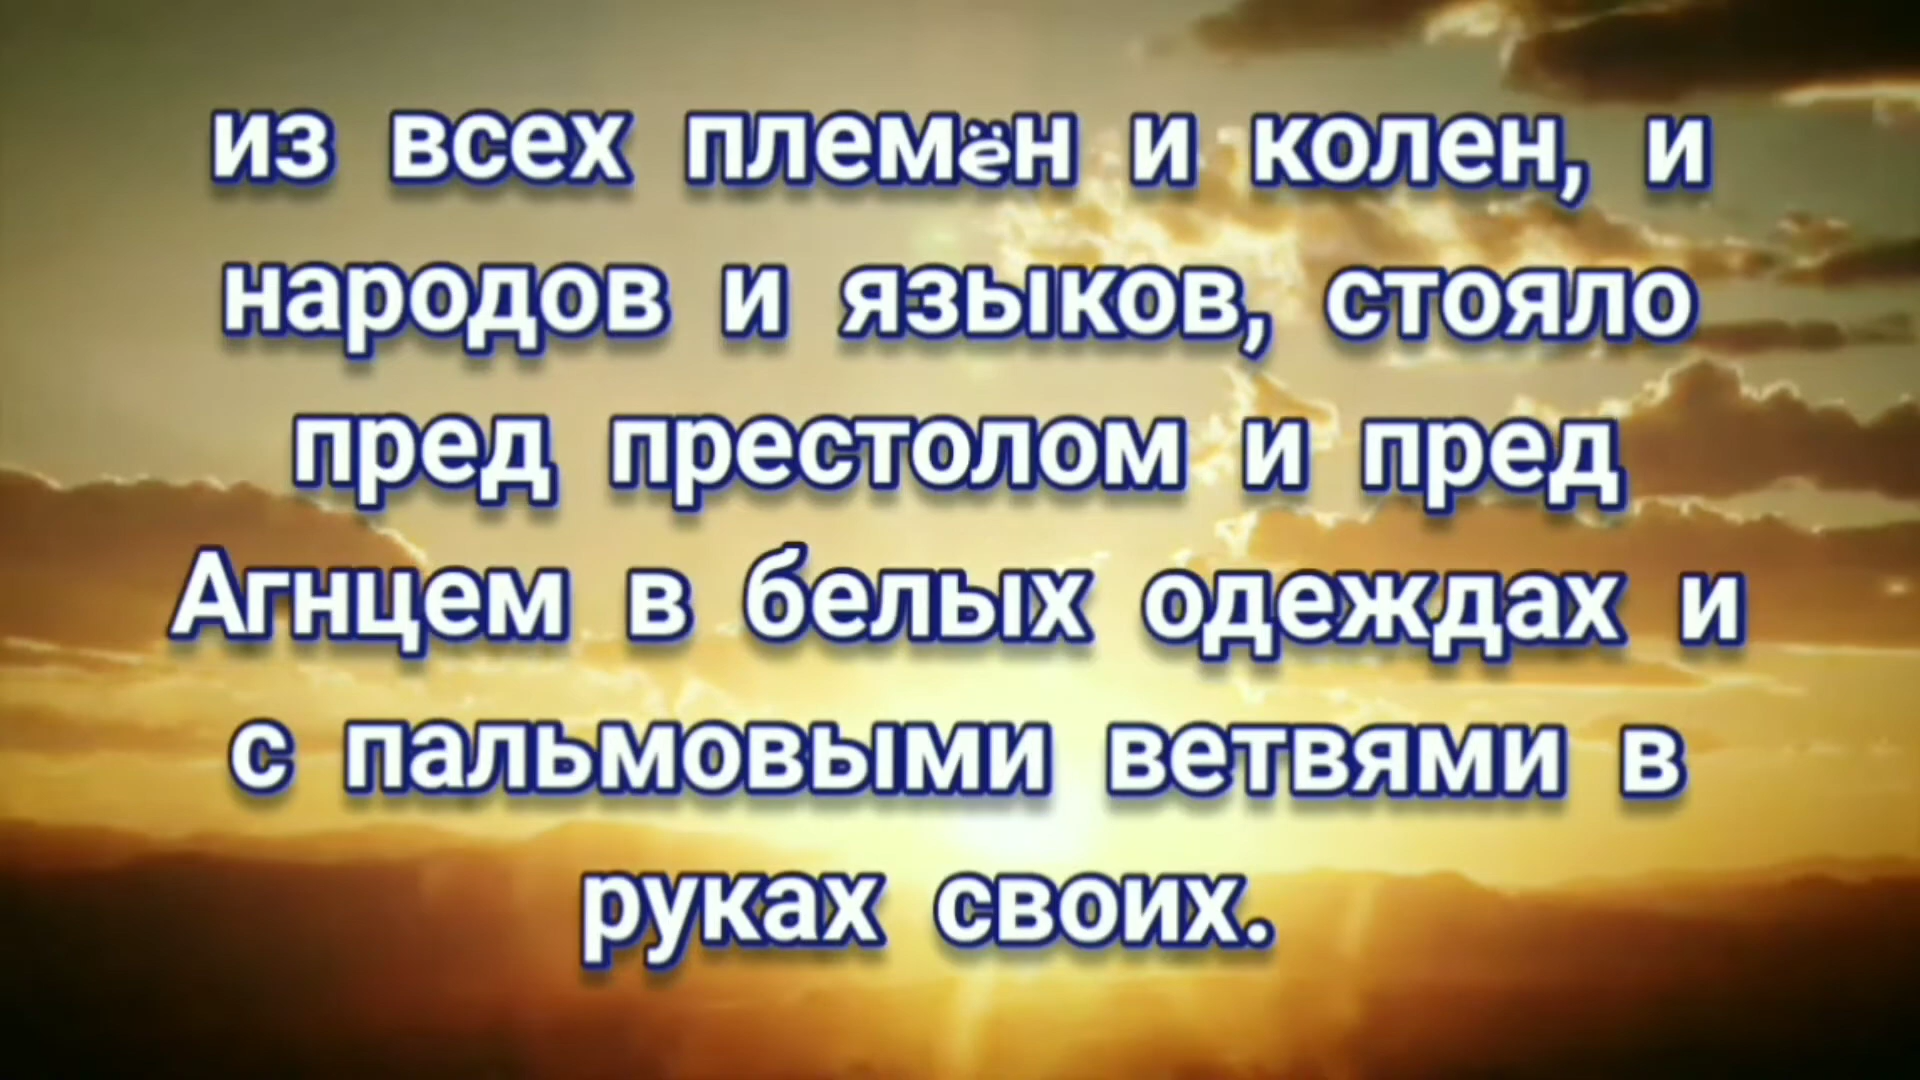 из всех племён и колен, и
народов и языков, стояло
пред престолом и пред
Агнцем в белых одеждах и
с пальмовыми ветвями в
руках своих.